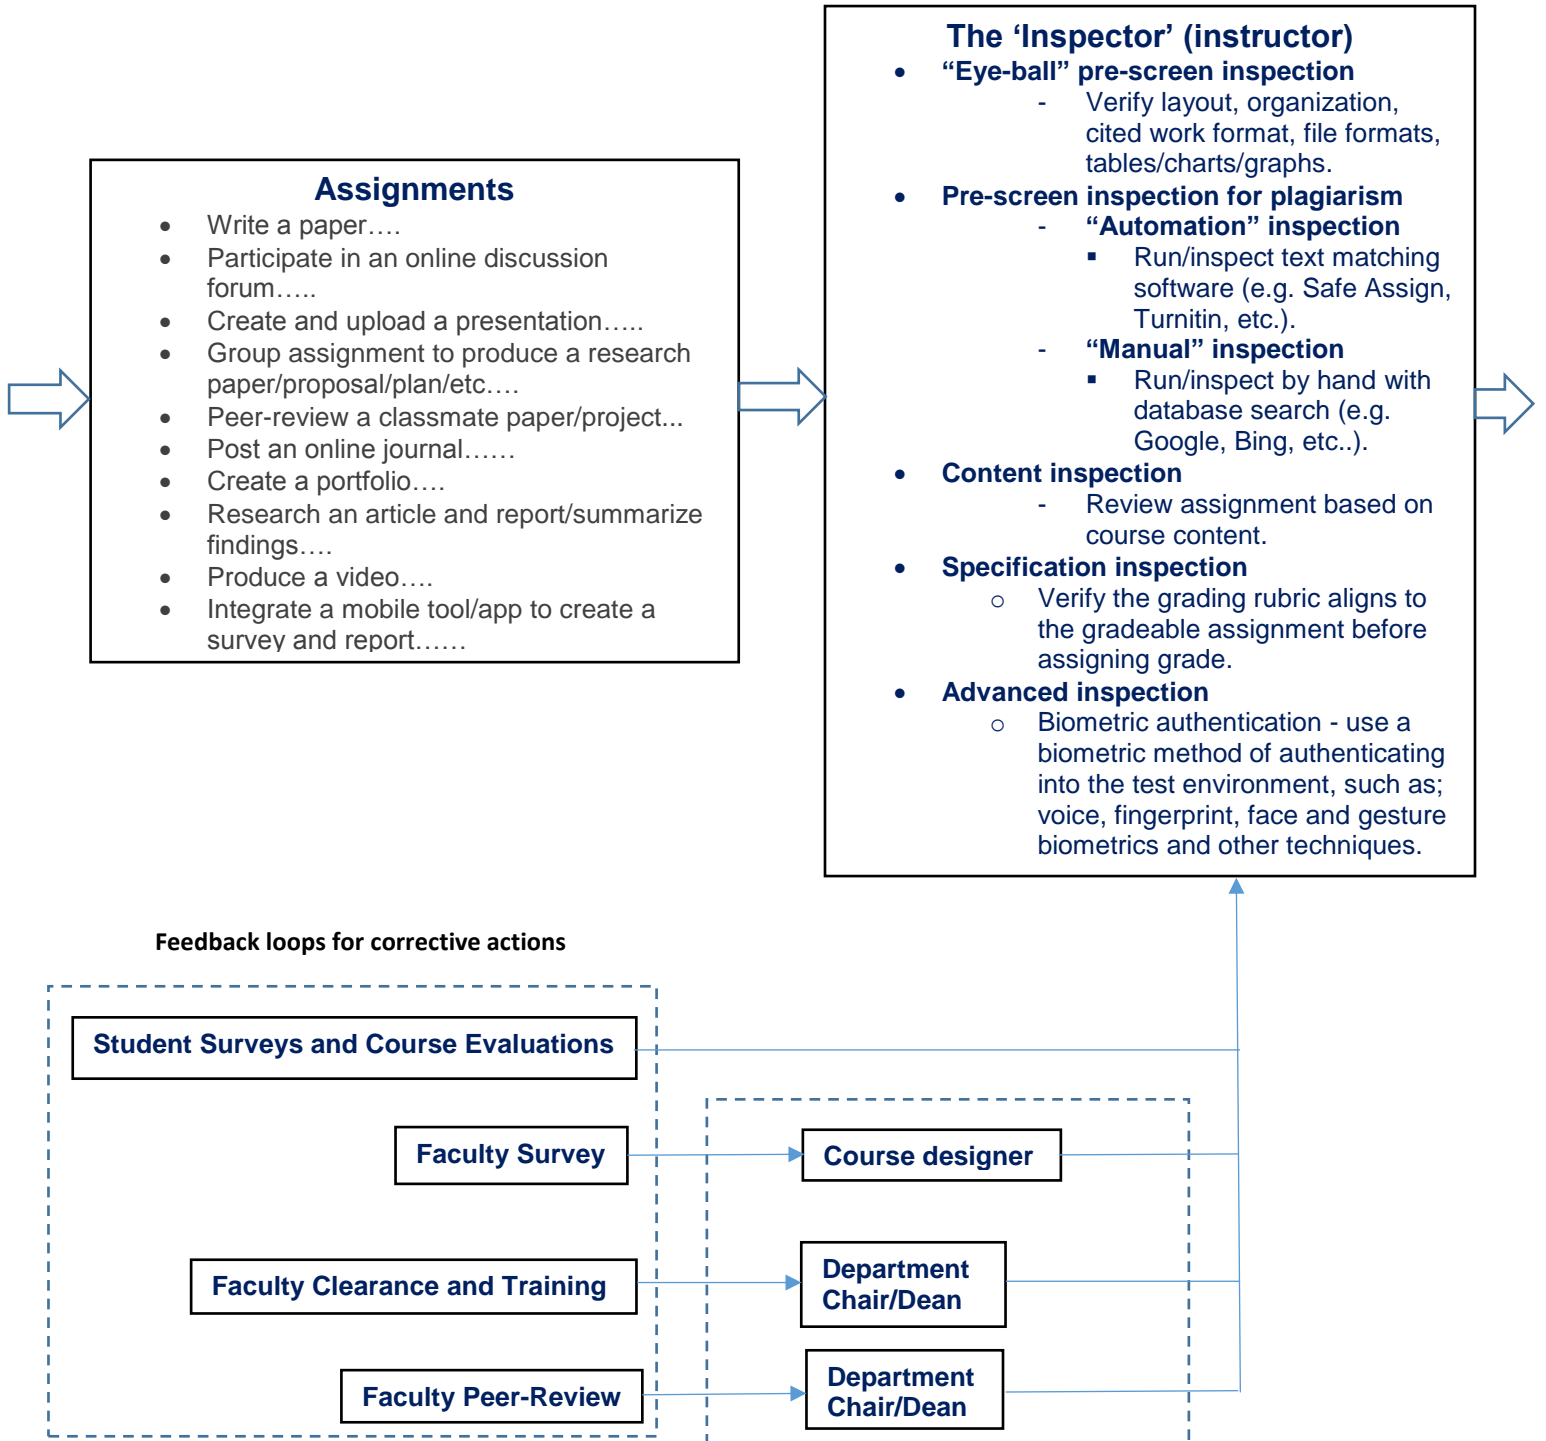 Assignments
• Write a paper….
• Participate in an online discussion
forum…..
• Create and upload a presentation…..
• Group assignment to produce a research
paper/proposal/plan/etc….
• Peer-review a classmate paper/project...
• Post an online journal……
• Create a portfolio….
• Research an article and report/summarize
findings….
• Produce a video….
• Integrate a mobile tool/app to create a
survey and report……
The ‘Inspector’ (instructor)
• “Eye-ball” pre-screen inspection
- Verify layout, organization,
cited work format, file formats,
tables/charts/graphs.
• Pre-screen inspection for plagiarism
- “Automation” inspection
▪ Run/inspect text matching
software (e.g. Safe Assign,
Turnitin, etc.).
- “Manual” inspection
▪ Run/inspect by hand with
database search (e.g.
Google, Bing, etc..).
• Content inspection
- Review assignment based on
course content.
• Specification inspection
o Verify the grading rubric aligns to
the gradeable assignment before
assigning grade.
• Advanced inspection
o Biometric authentication - use a
biometric method of authenticating
into the test environment, such as;
voice, fingerprint, face and gesture
biometrics and other techniques.
Feedback loops for corrective actions
Student Surveys and Course Evaluations
Faculty Survey
Course designer
Faculty Clearance and Training
Department
Chair/Dean
Faculty Peer-Review
Department
Chair/Dean